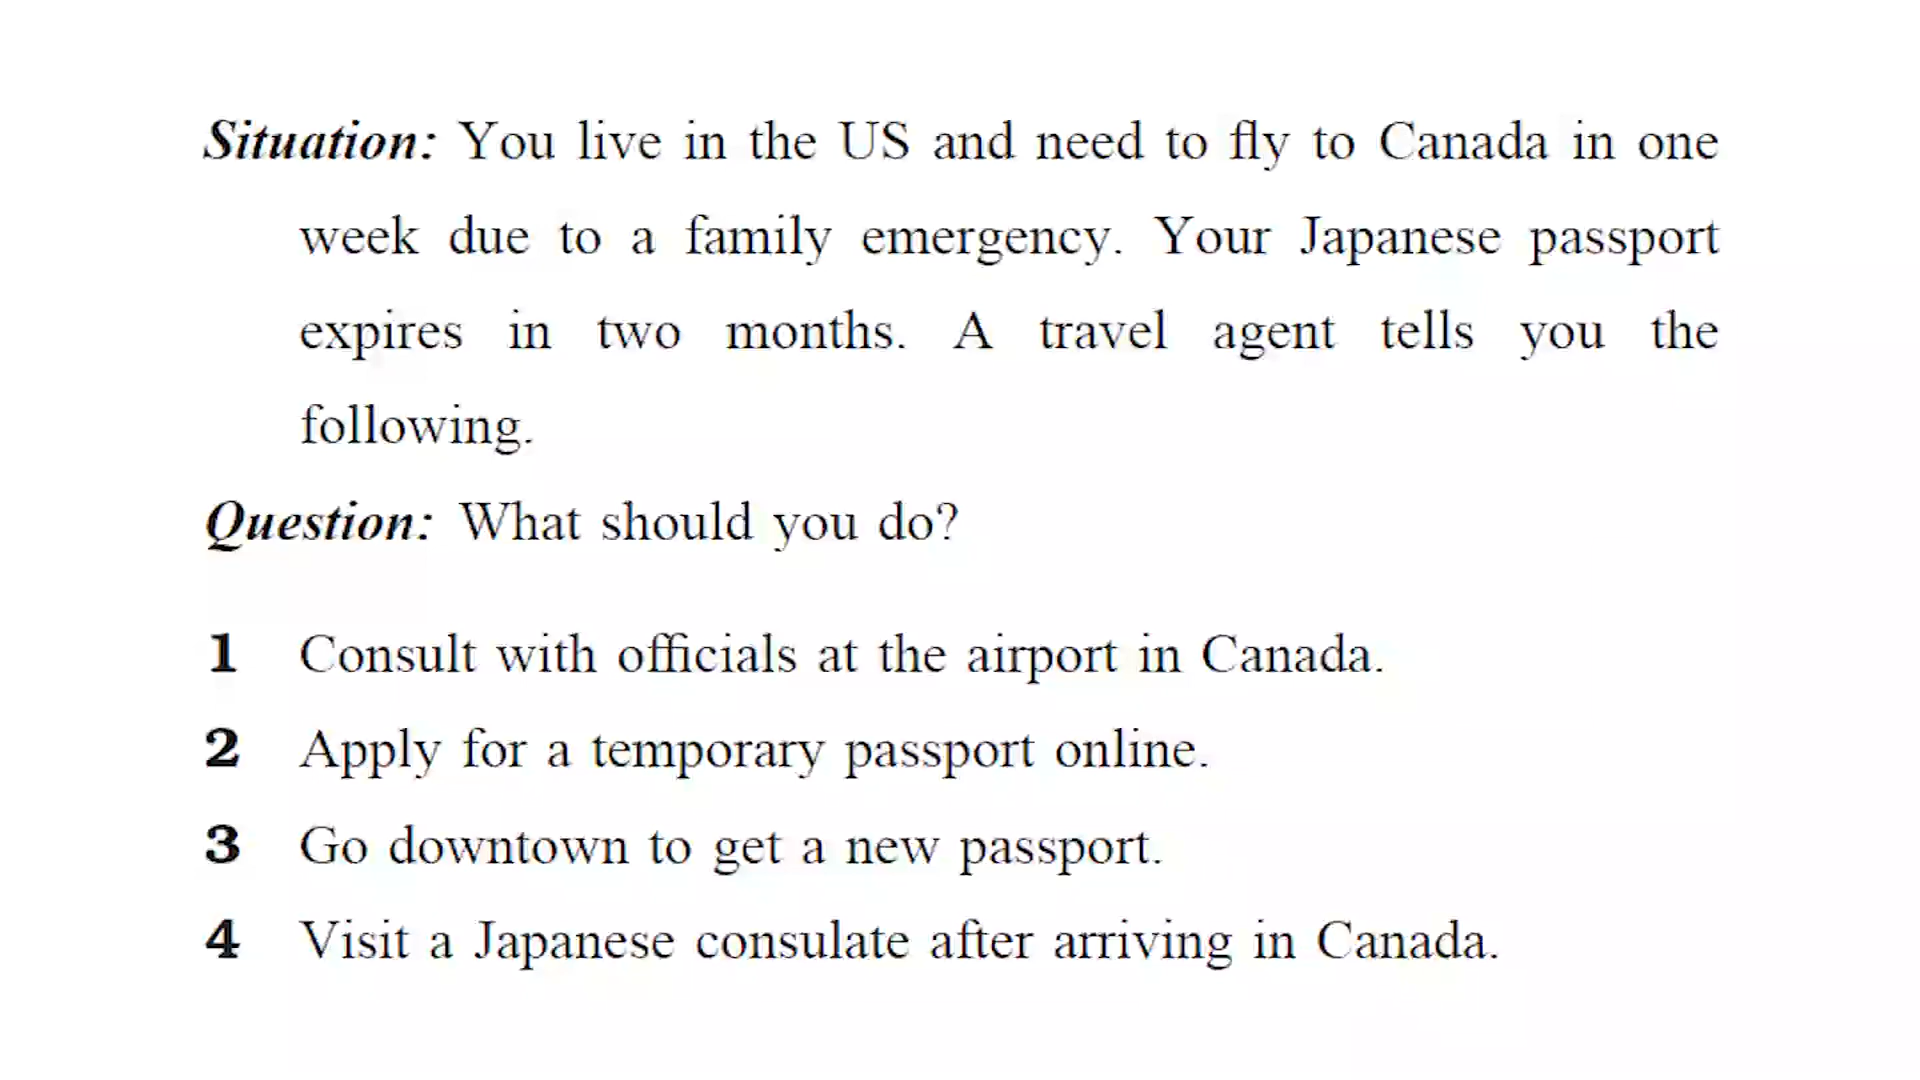 Situation: You live in the US and need to fly to Canada in one
week due to a family emergency. Your Japanese passport
expires in two months. A travel agent tells you the
following.
Question: What should you do?
1 Consult with officials at the airport in Canada.
2 Apply for a temporary passport online.
3 Go downtown to get a new passport.
4 Visit a Japanese consulate after arriving in Canada.